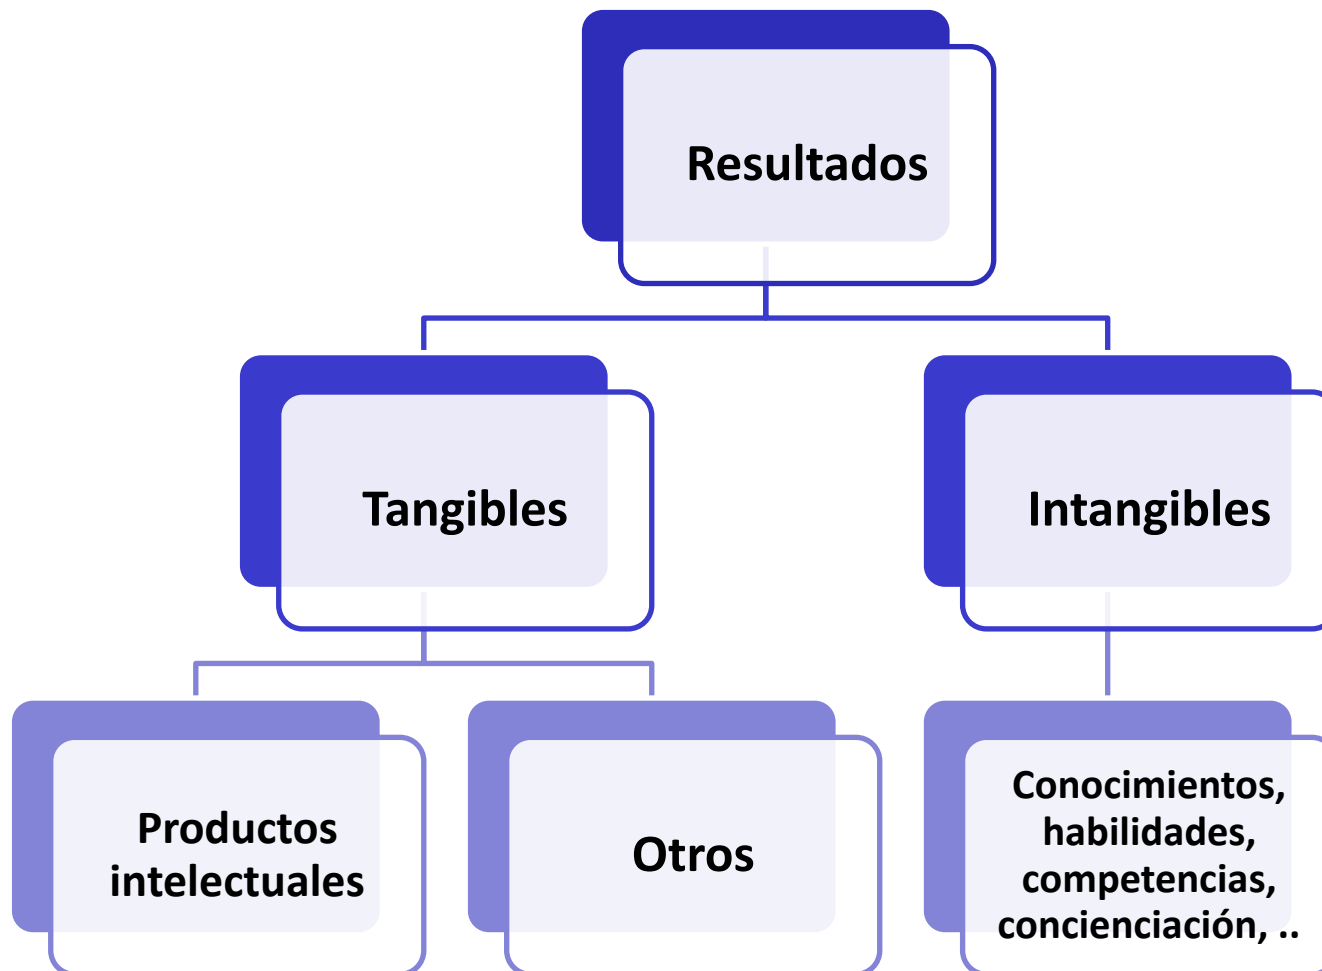 Resultados
Tangibles
Intangibles
Productos
intelectuales
Otros
Conocimientos,
habilidades,
competencias,
concienciación, ..